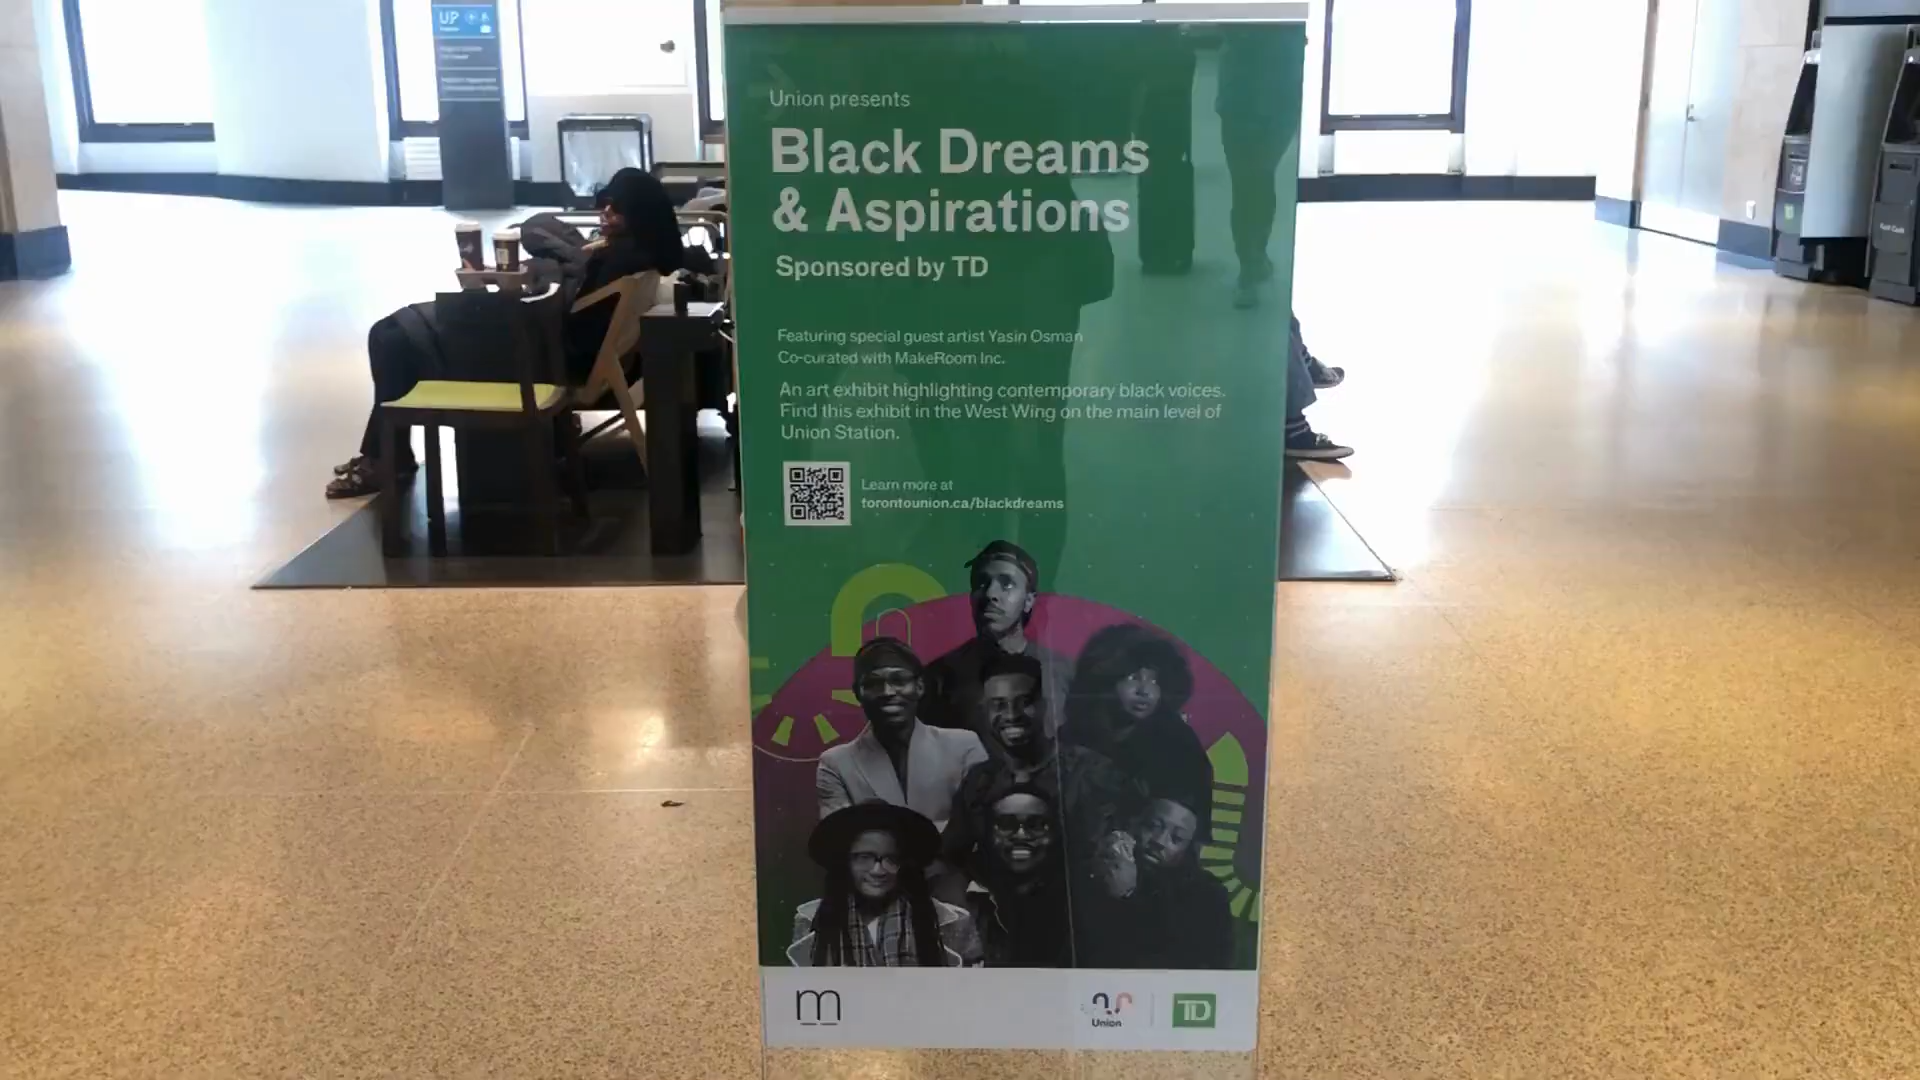 UP
Union presents
Black Dreams
& Aspirations
Sponsored by TD
Featuring special guest artist Yasin Osman
Co-curated with MakeRoom Inc.
An art exhibit highlighting contemporary black voices.
Find this exhibit in the West Wing on the main level of
Union Station.
Learn more at
torontounion.ca/blackdreams
m
Union
TD